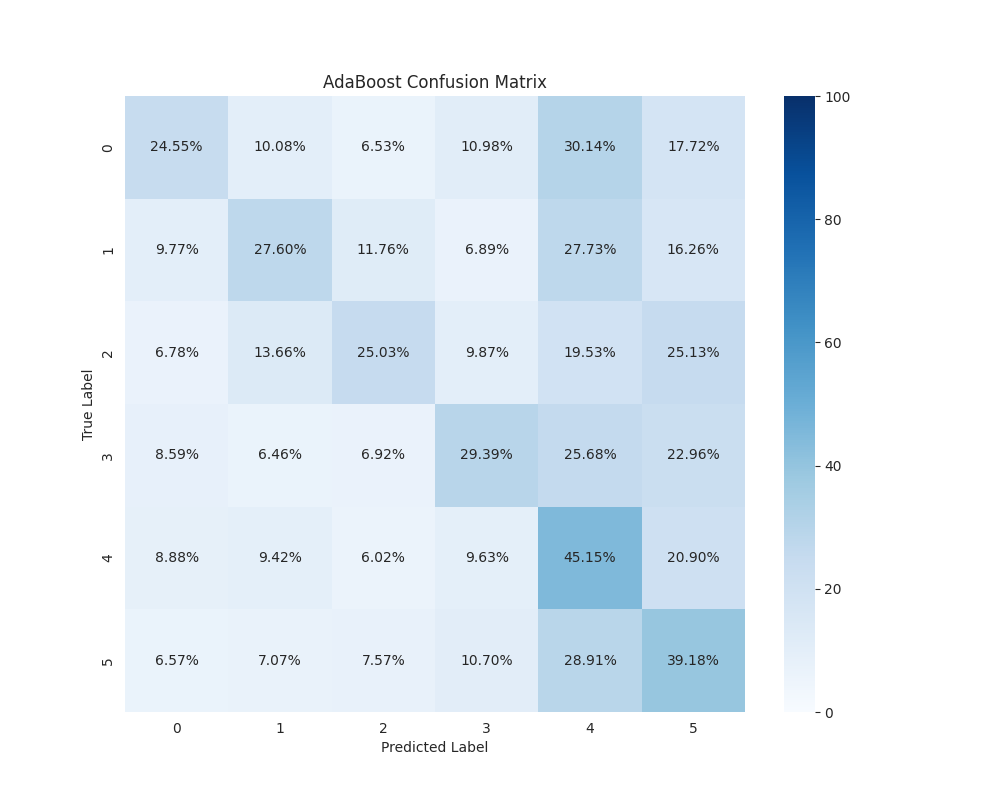 AdaBoost Confusion Matrix
True Label
0 24.55% 10.08% 6.53% 10.98% 30.14% 17.72%
1 9.77% 27.60% 11.76% 6.89% 27.73% 16.26%
2 6.78% 13.66% 25.03% 9.87% 19.53% 25.13%
3 8.59% 6.46% 6.92% 29.39% 25.68% 22.96%
4 8.88% 9.42% 6.02% 9.63% 45.15% 20.90%
5 6.57% 7.07% 7.57% 10.70% 28.91% 39.18%
0 1 2 3 4 5
Predicted Label
100
80
60
40
20
0